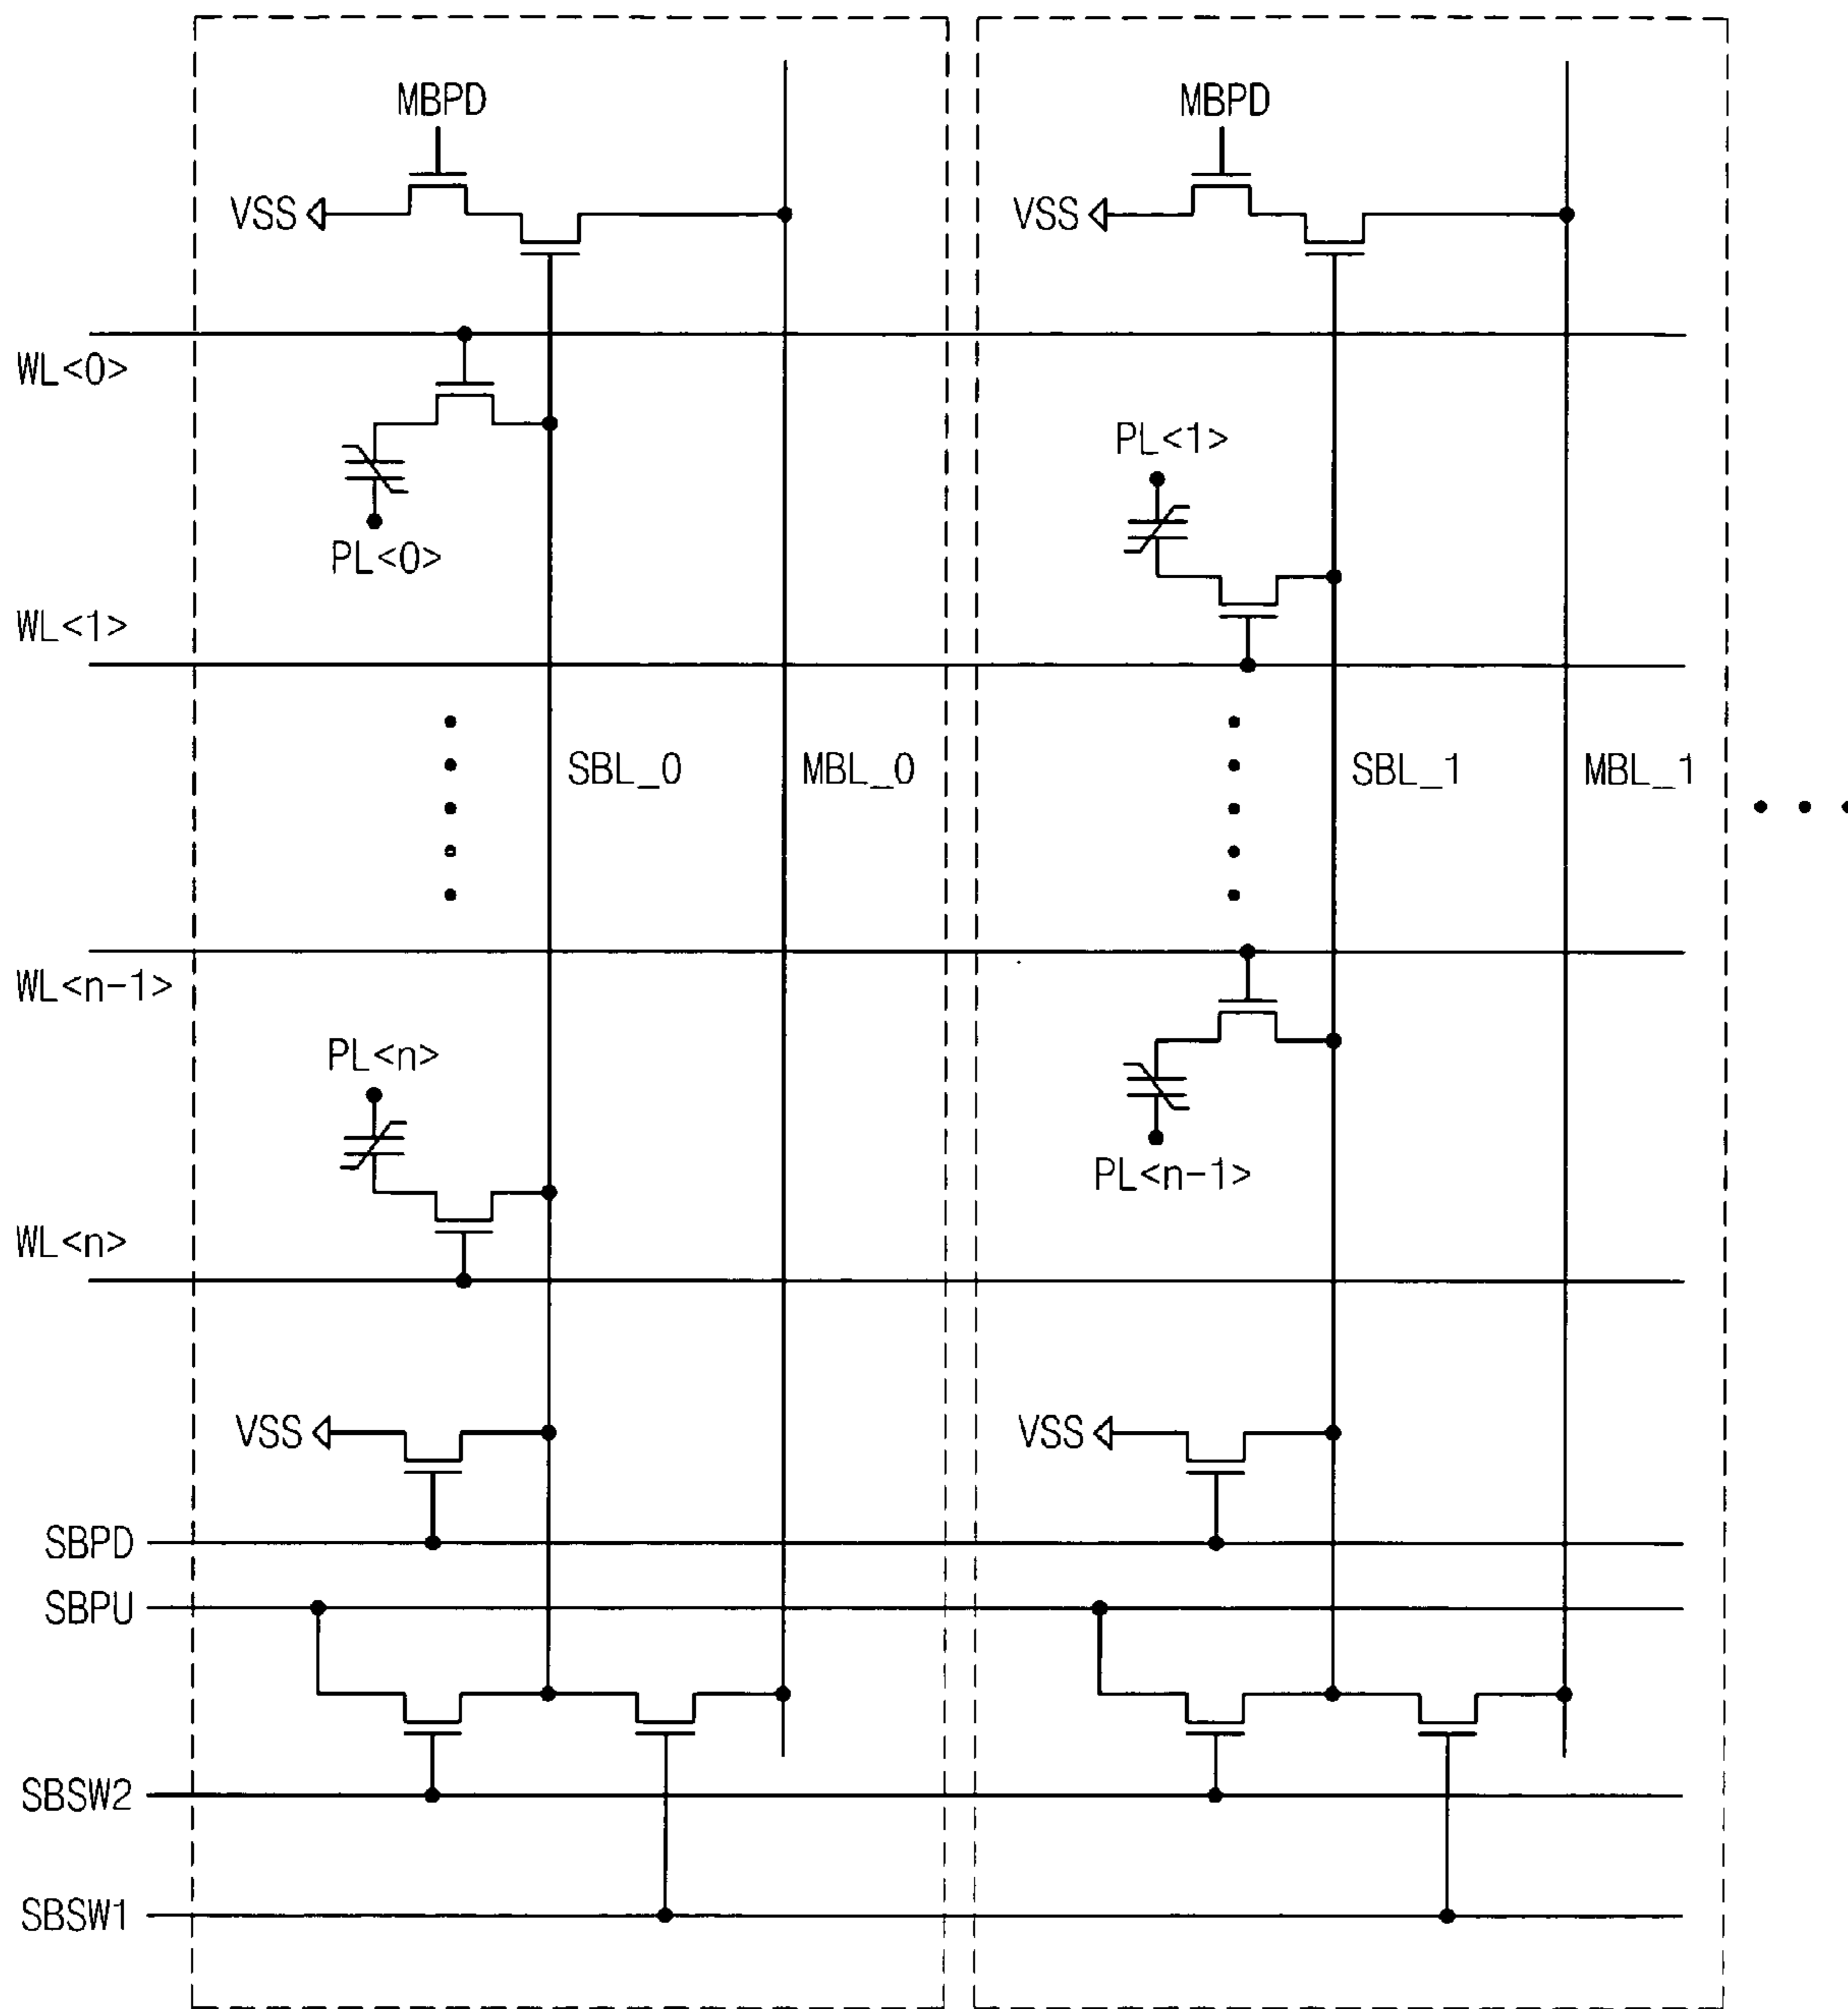 MBPD
MBPD
VSS
VSS
WL<0>
PL<1>
PL<0>
WL<1>
SBL_0
MBL_0
SBL_1
MBL_1
WL<n-1>
PL<n>
PL<n-1>
WL<n>
VSS
VSS
SBPD
SBPU
SBSW2
SBSW1